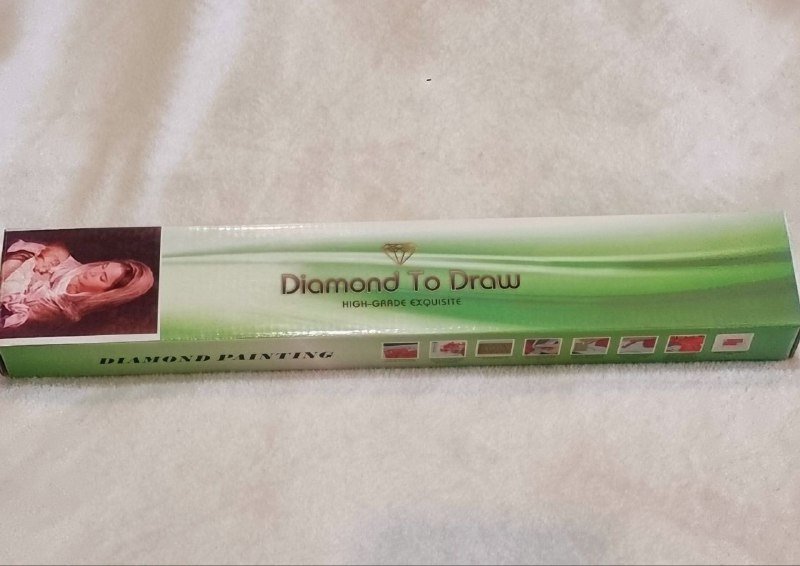 Diamond To Draw
HIGH-GRADE EXQUISITE
DIAMOND PAINTING